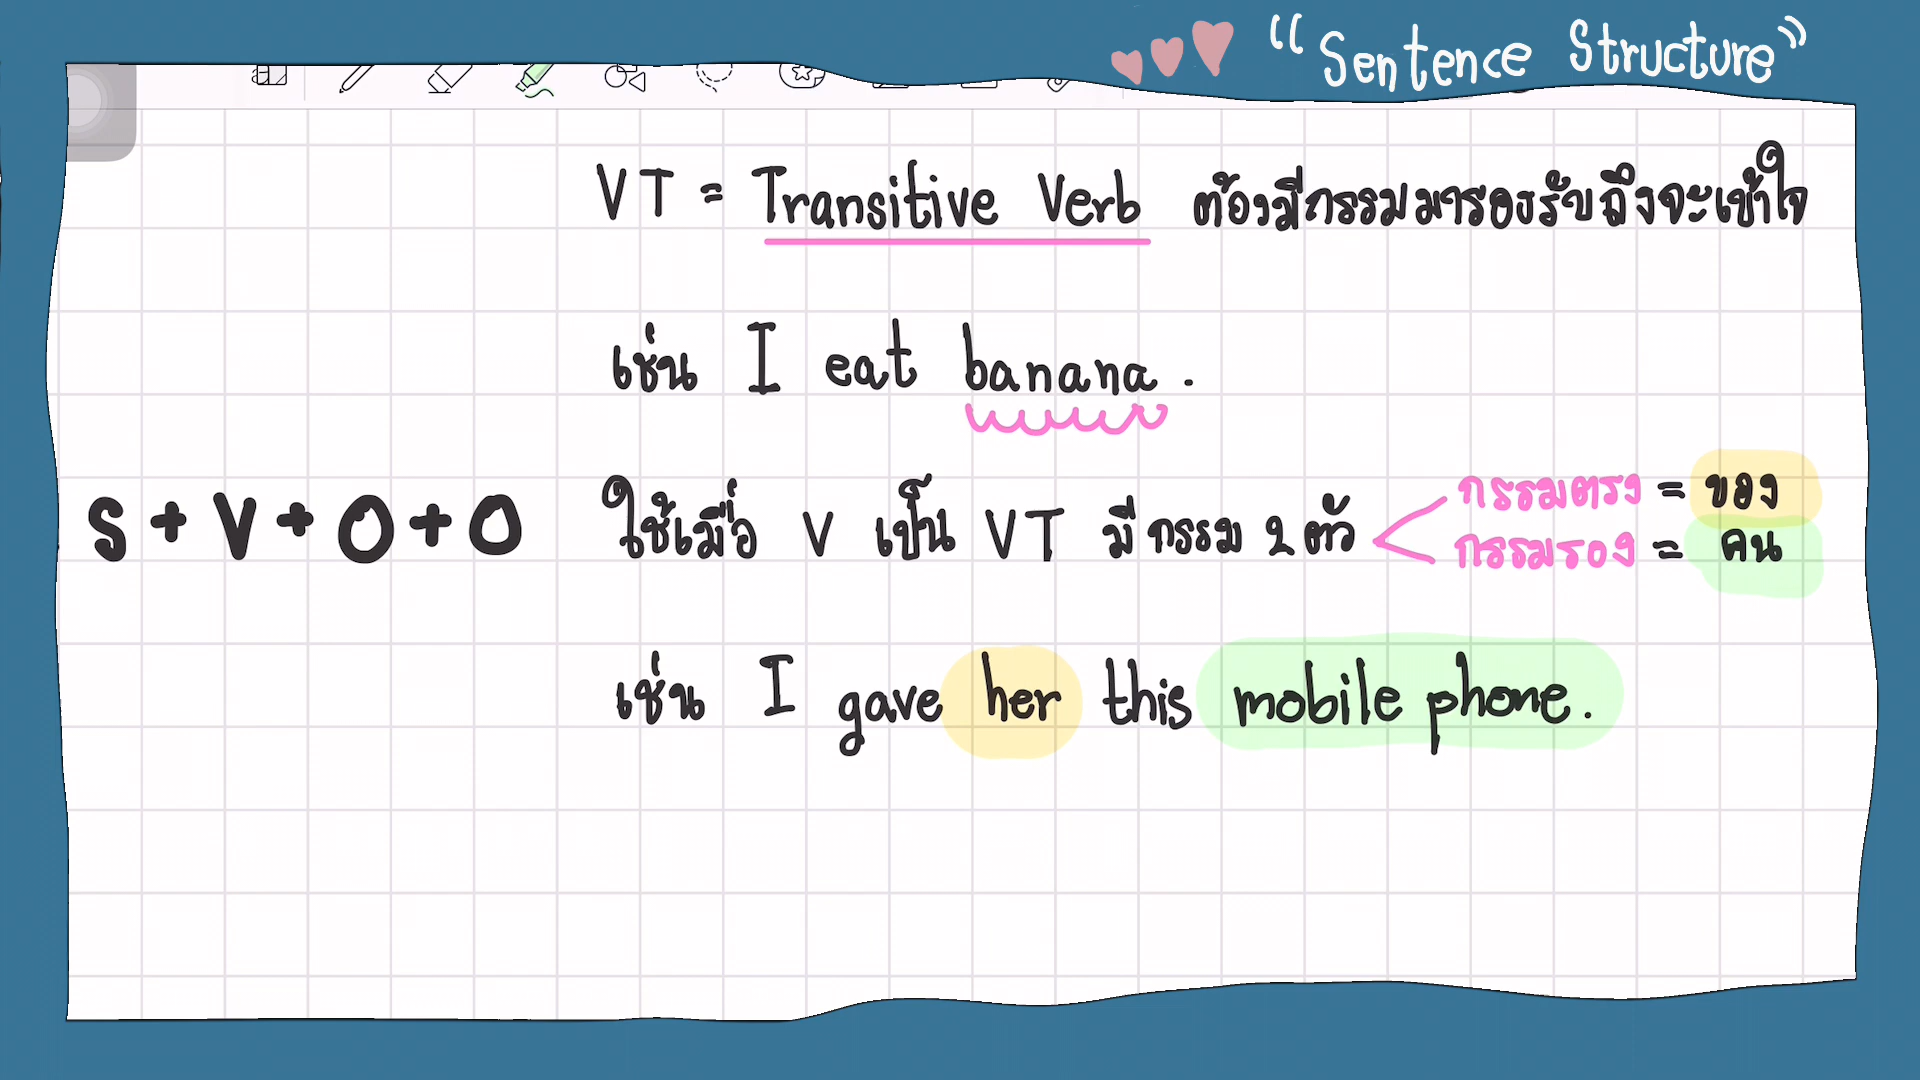 “Sentence Structure”
VT = Transitive Verb ต้องมีกรรมมารองรับถึงจะเข้าใจ
เช่น I eat banana.
S+V+O+O ใช้เมื่อ V เป็น VT มีกรรม 2 ตัว
กรรมตรง = ของ
กรรมรอง = คน
เช่น I gave her this mobile phone.